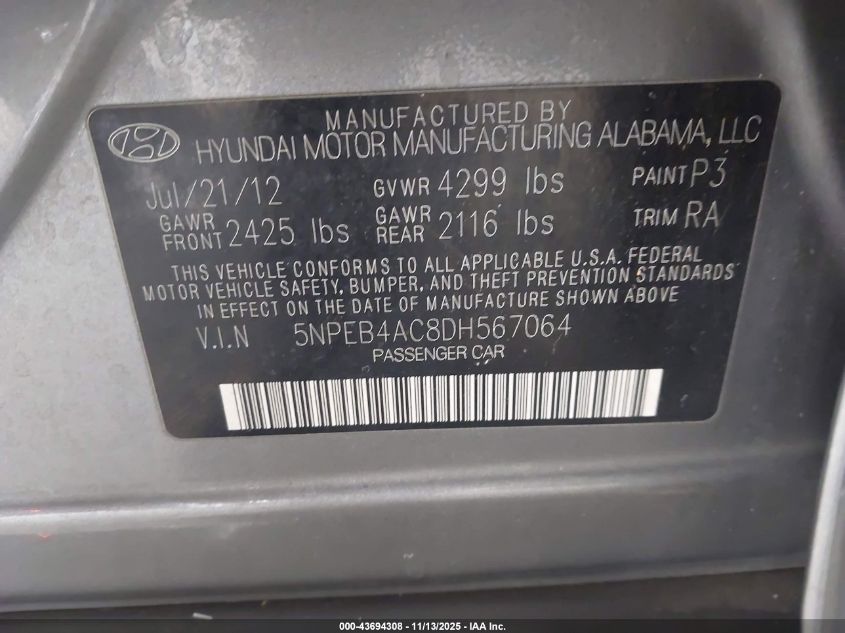 MANUFACTURED BY
HYUNDAI MOTOR MANUFACTURING ALABAMA, LLC
Jul/21/12 GVWR 4299 lbs PAINT P3
GAWR FRONT 2425 lbs GAWR REAR 2116 lbs TRIM RA
THIS VEHICLE CONFORMS TO ALL APPLICABLE U.S.A. FEDERAL
MOTOR VEHICLE SAFETY, BUMPER, AND THEFT PREVENTION STANDARDS
IN EFFECT ON THE DATE OF MANUFACTURE SHOWN ABOVE
V.I.N 5NPEB4AC8DH567064
PASSENGER CAR
000-43694308 - 11/13/2025 - IAA Inc.